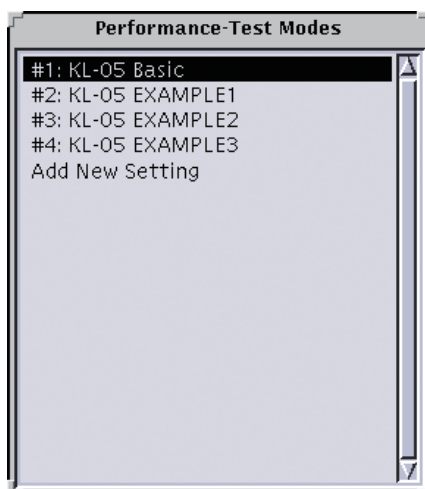 Performance-Test Modes
#1: KL-05 Basic
#2: KL-05 EXAMPLE1
#3: KL-05 EXAMPLE2
#4: KL-05 EXAMPLE3
Add New Setting